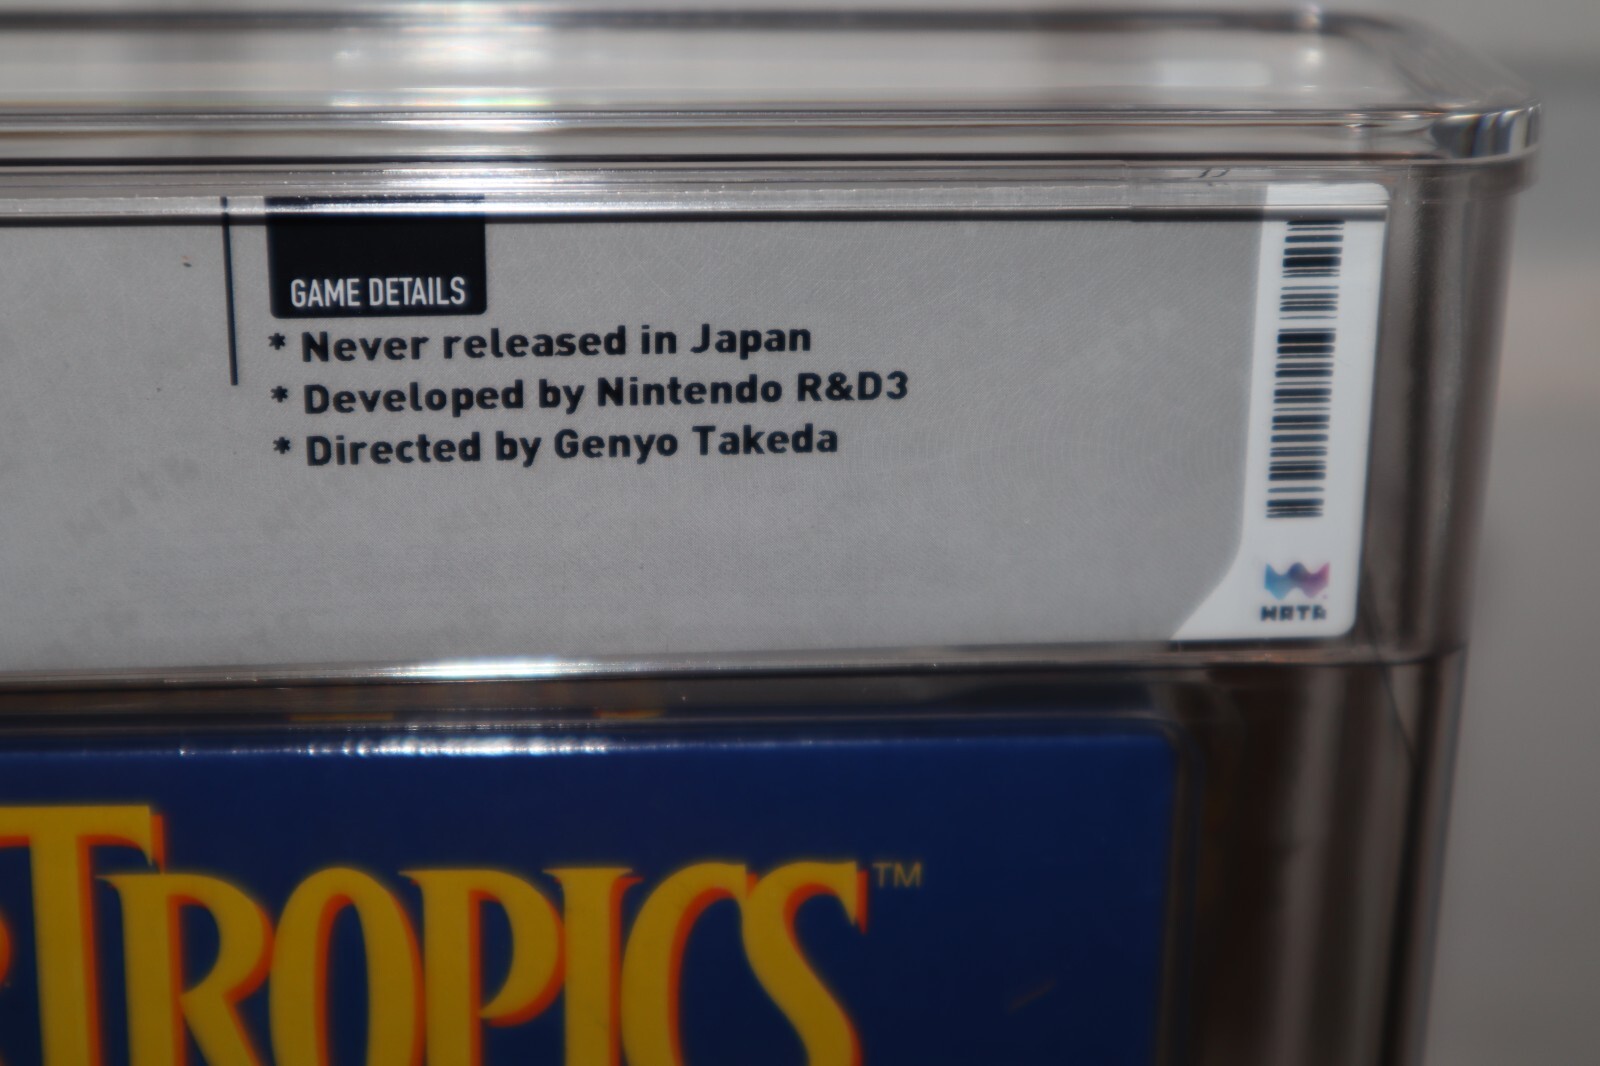 GAME DETAILS
* Never released in Japan
* Developed by Nintendo R&D3
* Directed by Genyo Takeda
WATA
TROPICS™